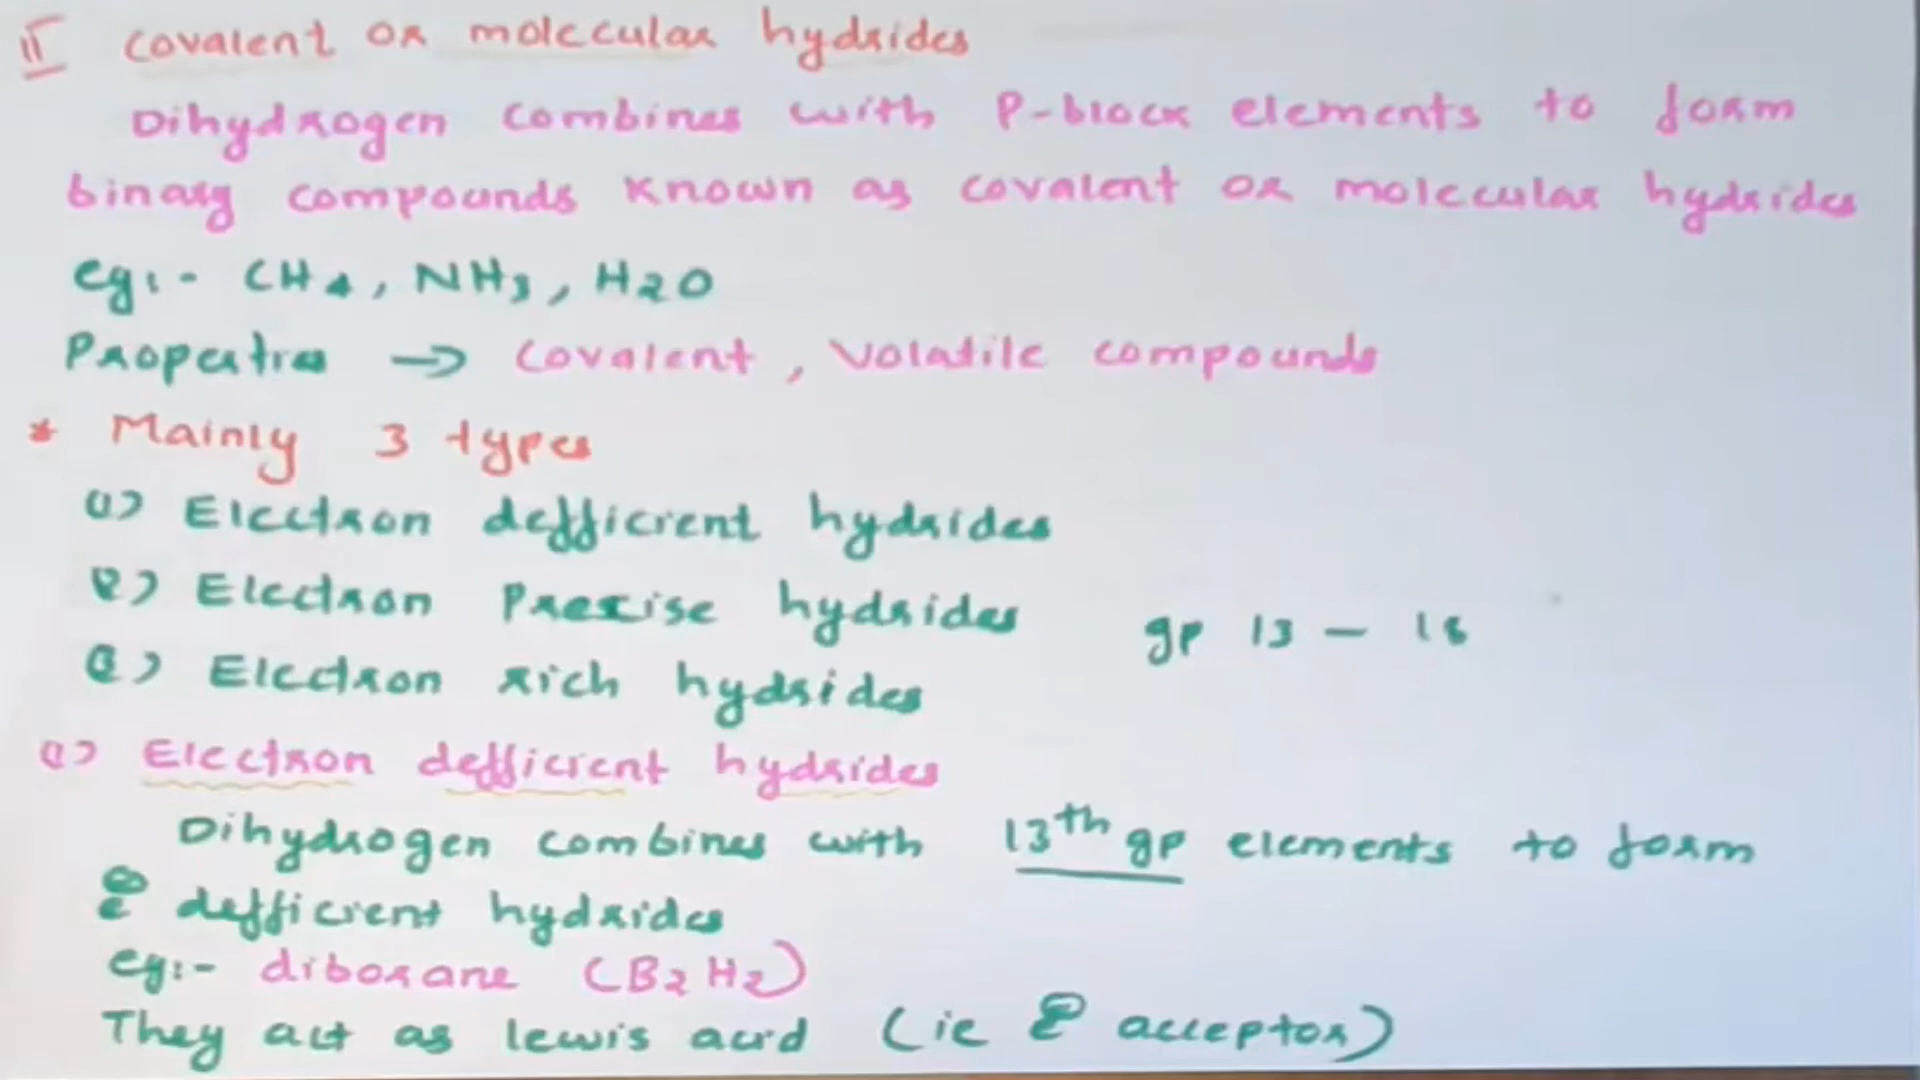 II covalent or molecular hydrides
Dihydrogen combines with P-block elements to form
binary compounds known as covalent or molecular hydrides
eg:- CH4, NH3, H2O
Properties → covalent, volatile compounds
* Mainly 3 types
(1) Electron defficient hydrides
(2) Electron Precise hydrides
gp 13 - 18
(3) Electron rich hydrides
(1) Electron defficient hydrides
Dihydrogen combines with 13th gp elements to form
e⊖ defficient hydrides
eg:- diborane (B2H2)
They act as lewis acid (ie e⊖ acceptor)